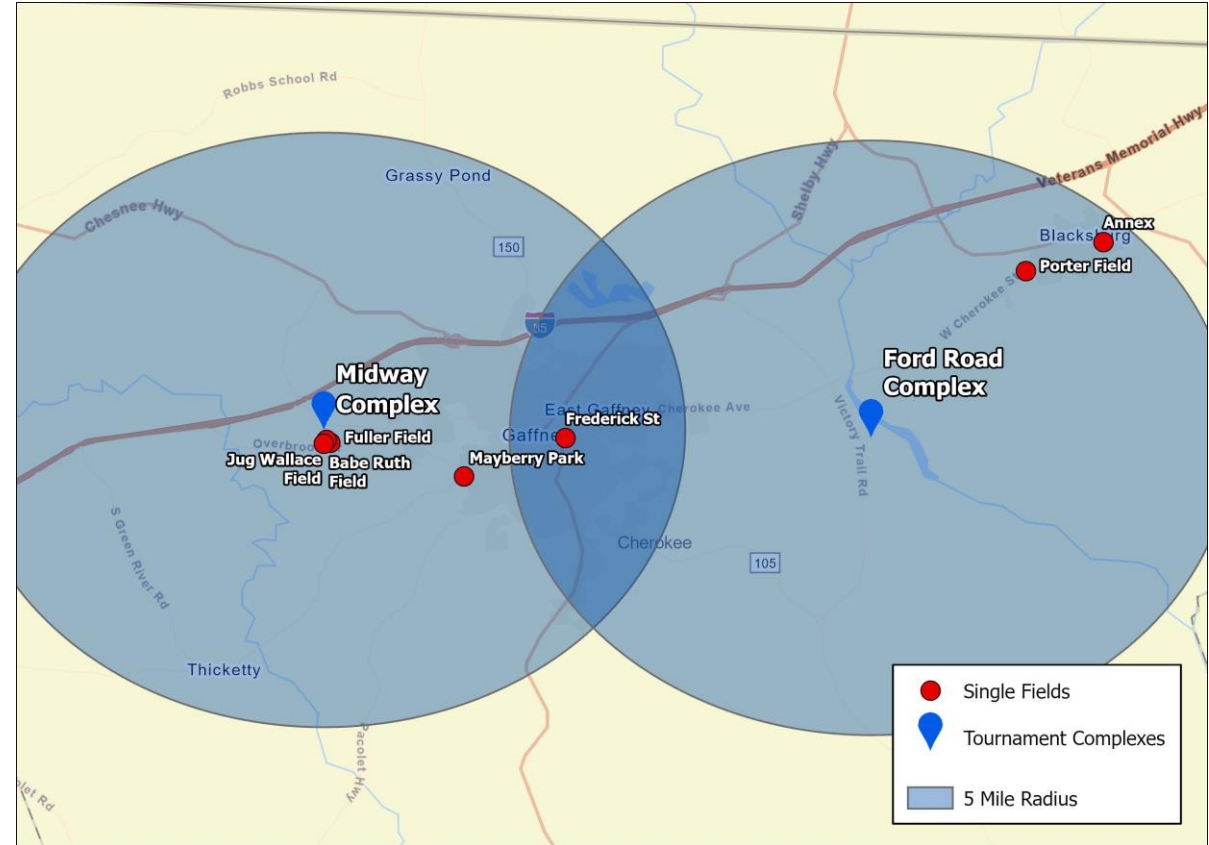 Robbs School Rd
Grassy Pond
Chesnee Hwy
150
Shelby Hwy
Veterans Memorial Hwy
Annex
Blacksburg
Porter Field
W Cherokee St
85
Midway
Complex
Ford Road
Complex
East Gaffney
Cherokee Ave
Frederick St
Gaffney
Mayberry Park
Fuller Field
Jug Wallace
Field
Babe Ruth
Field
Victory Trail Rd
S Green River Rd
Cherokee
105
Thicketty
Pacolet Hwy
Single Fields
Tournament Complexes
5 Mile Radius